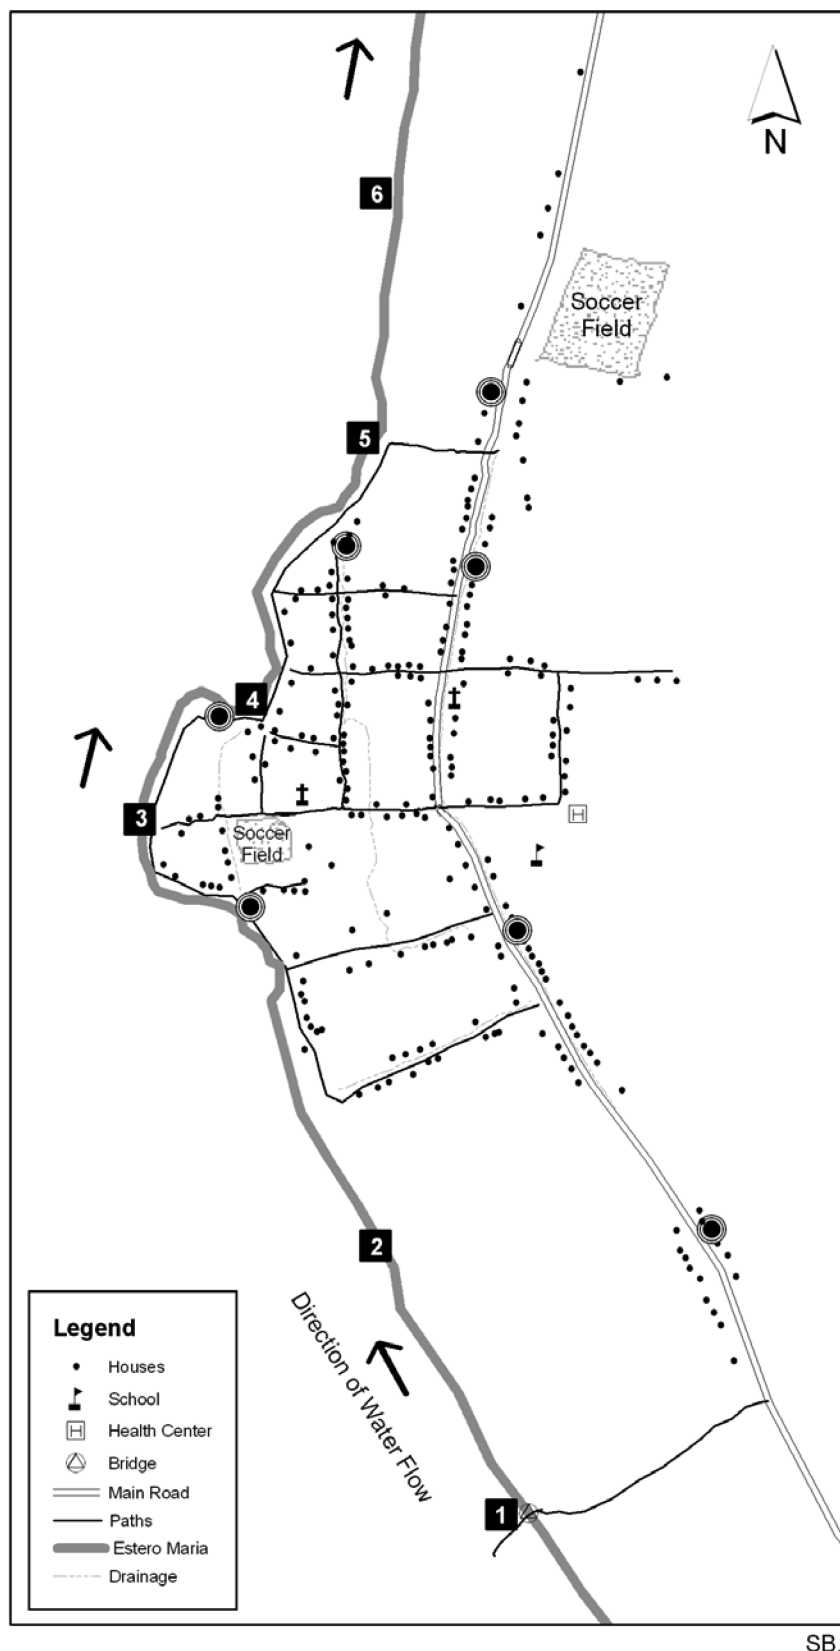 6
N
Soccer
Field
5
4
3
Soccer
Field
2
Direction of Water Flow
1
Legend
Houses
School
H Health Center
Bridge
Main Road
Paths
Estero Maria
Drainage
H
SB